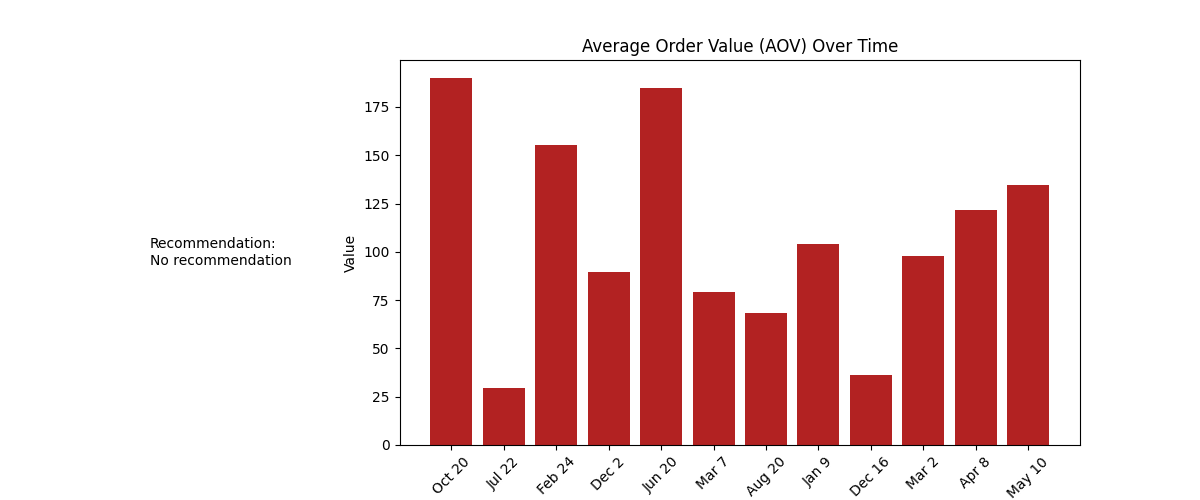 Average Order Value (AOV) Over Time
175
150
125
100
75
50
25
0
Value
Recommendation:
No recommendation
Oct 20
Jul 22
Feb 24
Dec 2
Jun 20
Mar 7
Aug 20
Jan 9
Dec 16
Mar 2
Apr 8
May 10